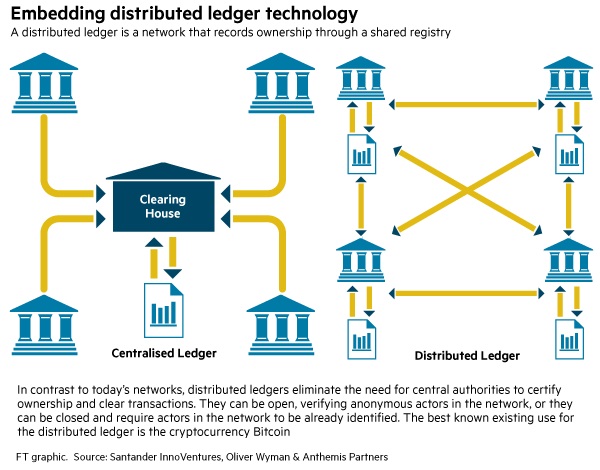 Embedding distributed ledger technology
A distributed ledger is a network that records ownership through a shared registry
Clearing
House
Centralised Ledger
Distributed Ledger
In contrast to today's networks, distributed ledgers eliminate the need for central authorities to certify
ownership and clear transactions. They can be open, verifying anonymous actors in the network, or they
can be closed and require actors in the network to be already identified. The best known existing use for
the distributed ledger is the cryptocurrency Bitcoin
FT graphic.  Source: Santander InnoVentures, Oliver Wyman & Anthemis Partners